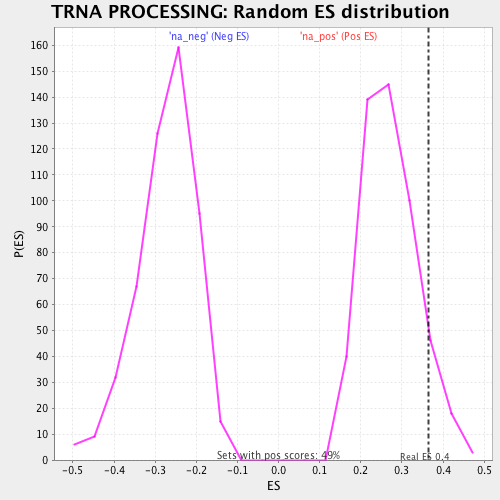 TRNA PROCESSING: Random ES distribution
'na_neg' (Neg ES) 'na_pos' (Pos ES)
160
150
140
130
120
110
100
90
80
70
60
50
40
30
20
10
0
P(ES)
Sets with pos scores: 49%
Real ES 0.4
-0.5 -0.4 -0.3 -0.2 -0.1 0.0 0.1 0.2 0.3 0.4 0.5
ES